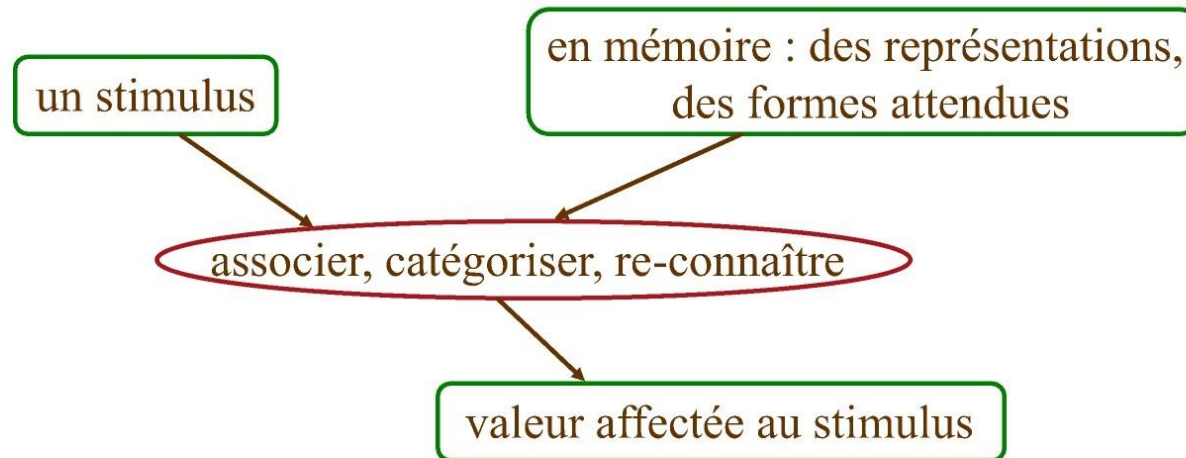 un stimulus
en mémoire : des représentations,
des formes attendues
associer, catégoriser, re-connaître
valeur affectée au stimulus